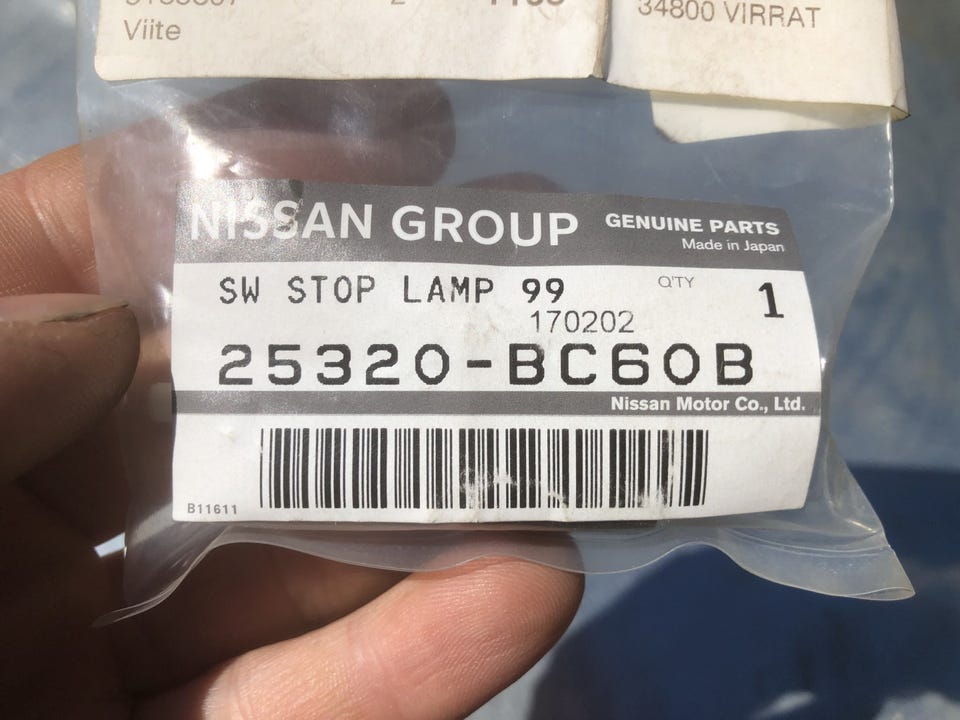 Viite
34800 VIRRAT
NISSAN GROUP
GENUINE PARTS
Made in Japan
SW STOP LAMP 99
Q'TY
1
170202
25320-BC60B
Nissan Motor Co., Ltd.
B11611